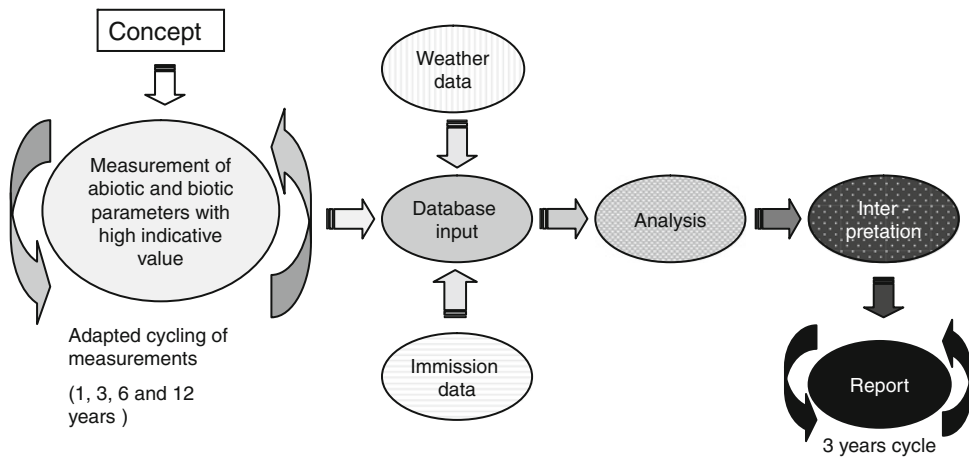 Concept
Measurement of
abiotic and biotic
parameters with
high indicative
value
Adapted cycling of
measurements
(1, 3, 6 and 12
years )
Weather
data
Database
input
Immission
data
Analysis
Inter -
pretation
Report
3 years cycle